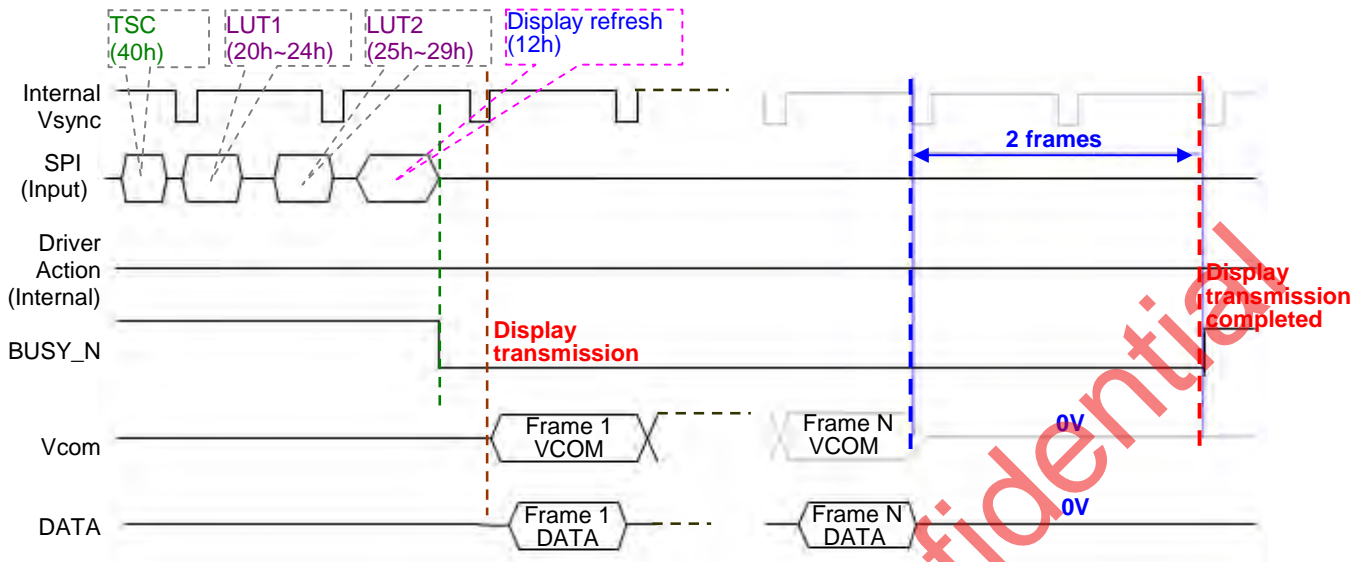 TSC
(40h)
LUT1
(20h~24h)
LUT2
(25h~29h)
Display refresh
(12h)
Internal
Vsync
2 frames
SPI
(Input)
Driver
Action
(Internal)
Display
transmission
completed
BUSY_N
Display
transmission
Vcom
Frame 1
VCOM
Frame N
VCOM
0V
DATA
Frame 1
DATA
Frame N
DATA
0V
fidential